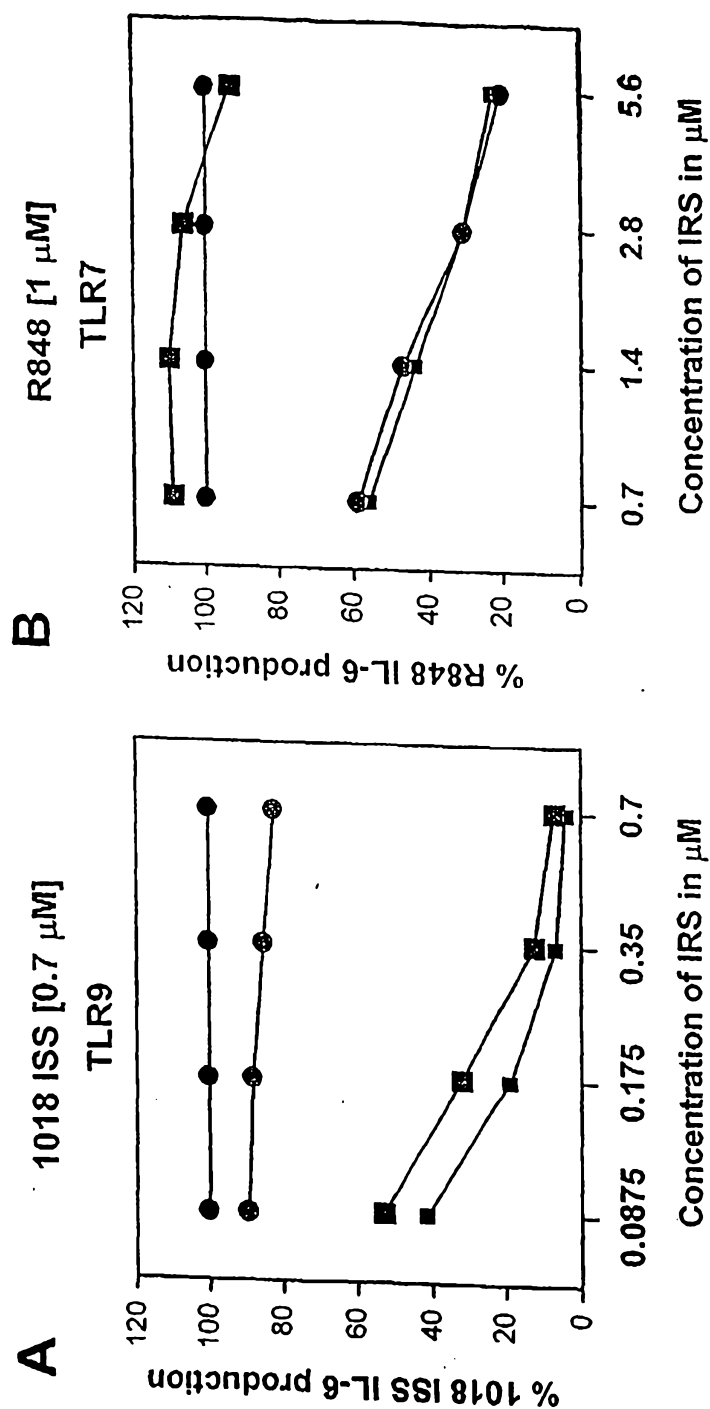 A
1018 ISS [0.7 μM]
TLR9
% 1018 ISS IL-6 production
120
100
80
60
40
20
0
0.0875
0.175
0.35
0.7
Concentration of IRS in μM
B
R848 [1 μM]
TLR7
% R848 IL-6 production
120
100
80
60
40
20
0
0.7
1.4
2.8
5.6
Concentration of IRS in μM